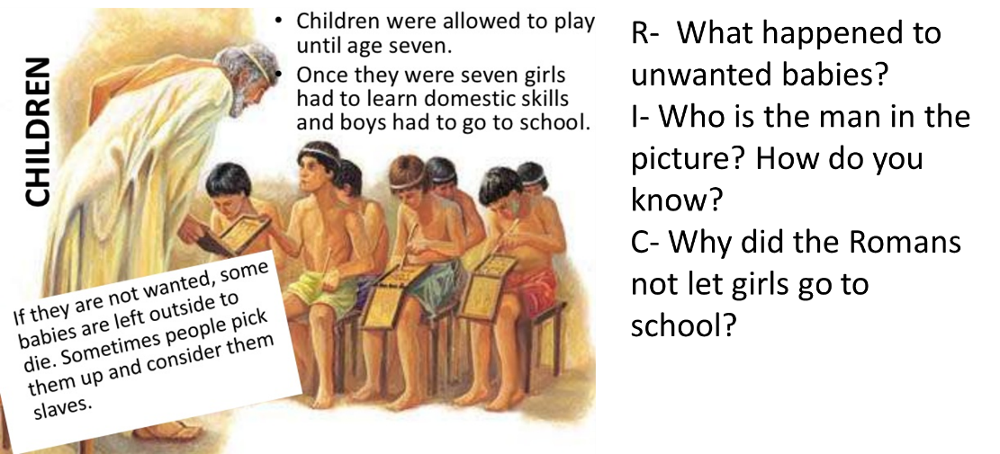 CHILDREN
• Children were allowed to play
until age seven.
• Once they were seven girls
had to learn domestic skills
and boys had to go to school.
If they are not wanted, some
babies are left outside to
die. Sometimes people pick
them up and consider them
slaves.
R- What happened to
unwanted babies?
I- Who is the man in the
picture? How do you
know?
C- Why did the Romans
not let girls go to
school?